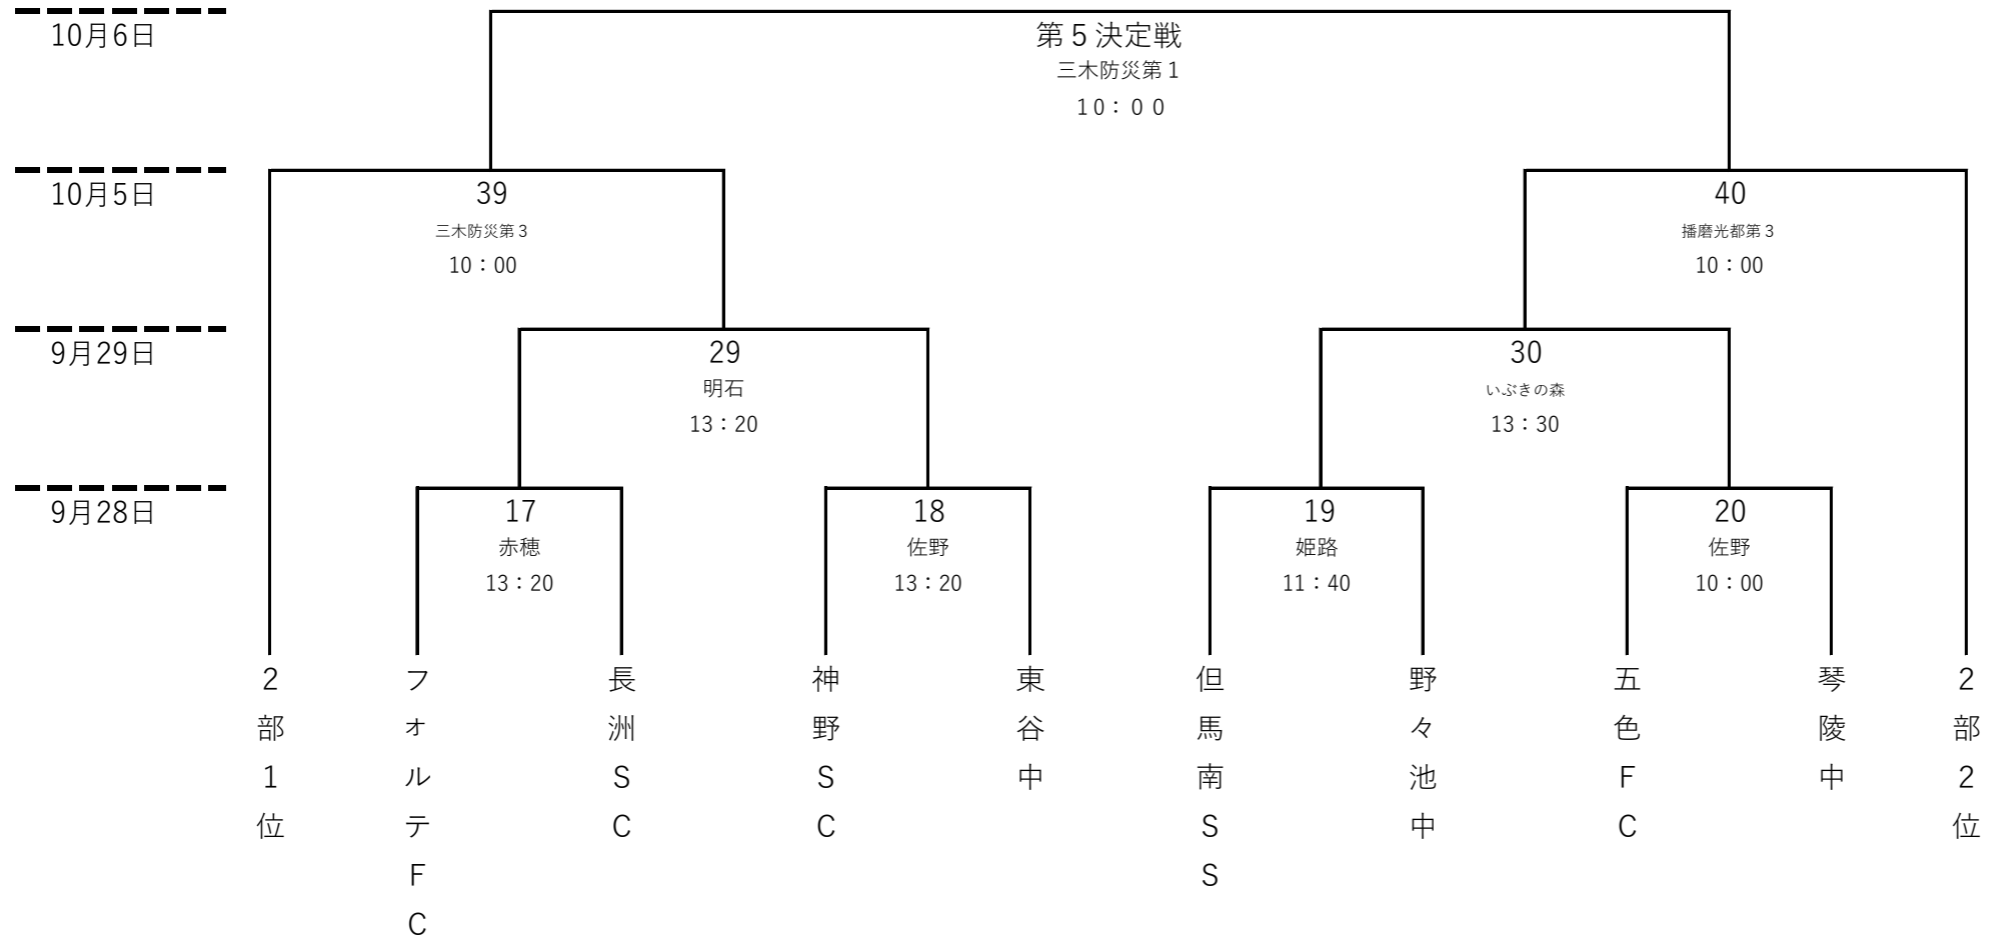 10月6日
第５決定戦
三木防災第１
10：００
10月5日
39
三木防災第３
10：00
40
播磨光都第３
10：00
9月29日
29
明石
13：20
30
いぶきの森
13：30
9月28日
17
赤穂
13：20
18
佐野
13：20
19
姫路
11：40
20
佐野
10：00
2部1位
フォルテFC
長洲SC
神野SC
東谷中
但馬南SS
野々池中
五色FC
琴陵中
2部2位